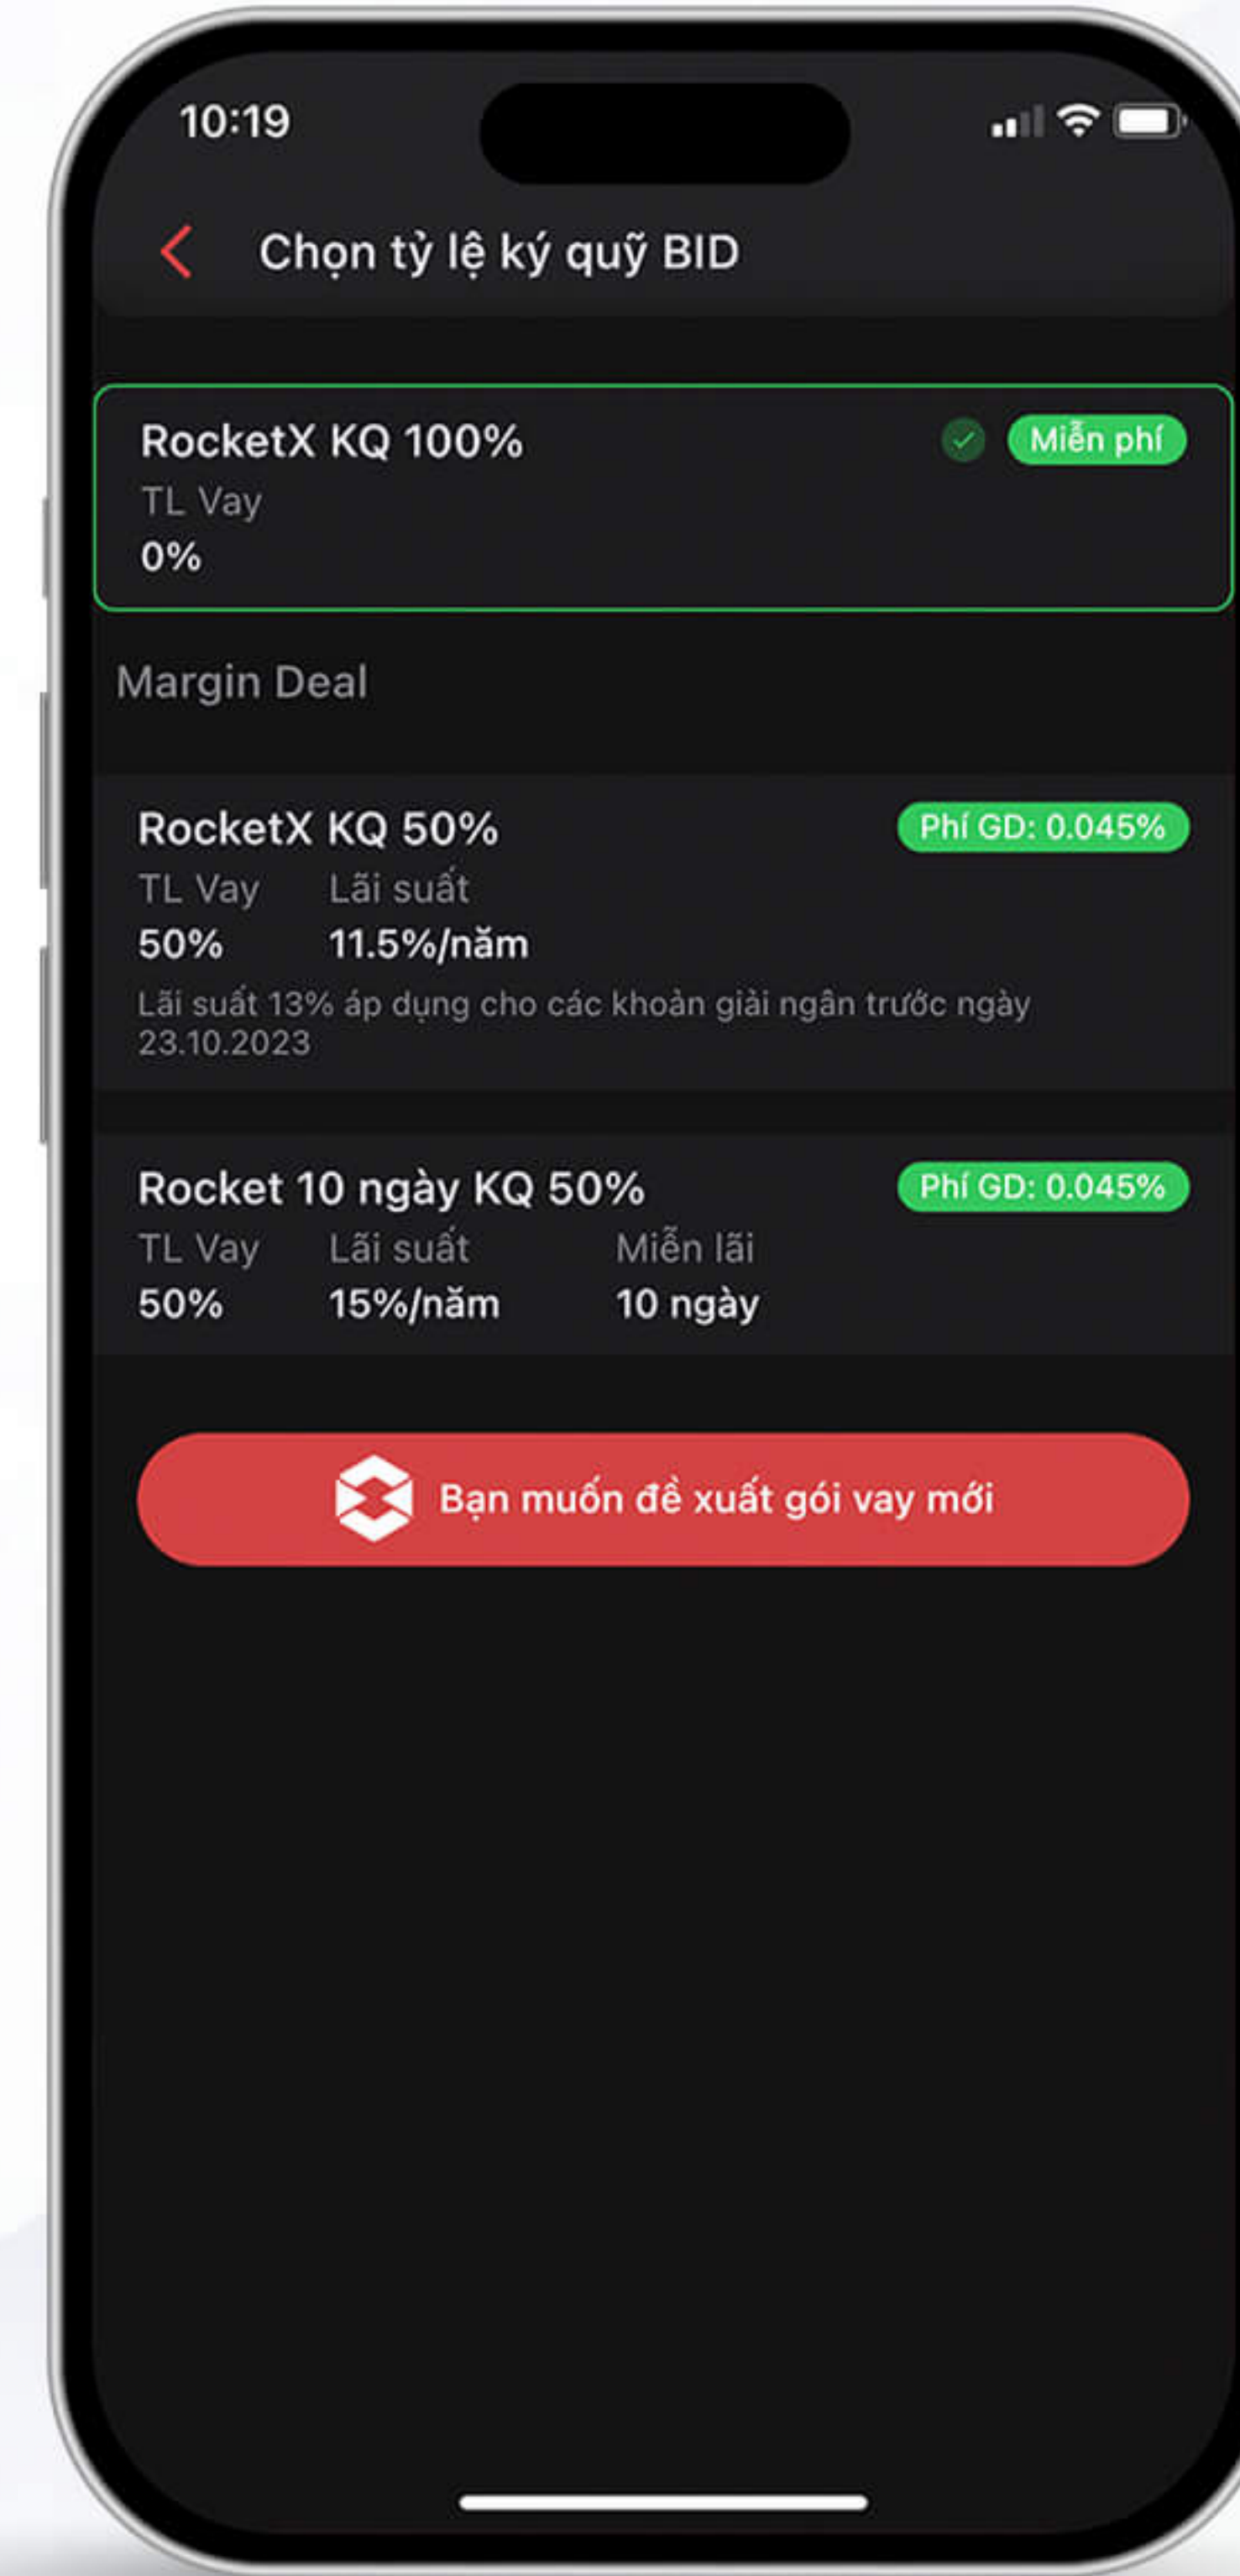 10:19
Chọn tỷ lệ ký quỹ BID
RocketX KQ 100%
Miễn phí
TL Vay
0%
Margin Deal
RocketX KQ 50%
Phí GD: 0.045%
TL Vay Lãi suất
50% 11.5%/năm
Lãi suất 13% áp dụng cho các khoản giải ngân trước ngày
23.10.2023
Rocket 10 ngày KQ 50%
Phí GD: 0.045%
TL Vay Lãi suất Miễn lãi
50% 15%/năm 10 ngày
Bạn muốn đề xuất gói vay mới